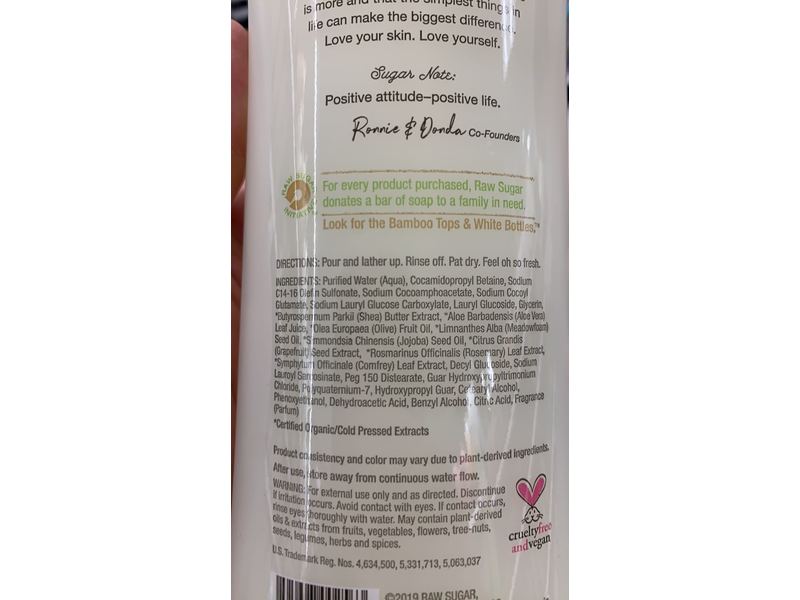 is more and that the simplest things in
life can make the biggest difference.
Love your skin. Love yourself.
Sugar Note:
Positive attitude–positive life.
Ronnie & Donda Co-Founders
RAW SUGAR
INITIATIVE
For every product purchased, Raw Sugar
donates a bar of soap to a family in need.
Look for the Bamboo Tops & White Bottles.™
DIRECTIONS: Pour and lather up. Rinse off. Pat dry. Feel oh so fresh.
INGREDIENTS: Purified Water (Aqua), Cocamidopropyl Betaine, Sodium
C14-16 Olefin Sulfonate, Sodium Cocoamphoacetate, Sodium Cocoyl
Glutamate, Sodium Lauryl Glucose Carboxylate, Lauryl Glucoside, Glycerin,
*Butyrospermum Parkii (Shea) Butter Extract, *Aloe Barbadensis (Aloe Vera)
Leaf Juice, *Olea Europaea (Olive) Fruit Oil, *Limnanthes Alba (Meadowfoam)
Seed Oil, *Simmondsia Chinensis (Jojoba) Seed Oil, *Citrus Grandis
(Grapefruit) Seed Extract, *Rosmarinus Officinalis (Rosemary) Leaf Extract,
*Symphytum Officinale (Comfrey) Leaf Extract, Decyl Glucoside, Sodium
Lauroyl Sarcosinate, Peg 150 Distearate, Guar Hydroxypropyltrimonium
Chloride, Polyquaternium-7, Hydroxypropyl Guar, Cetearyl Alcohol,
Phenoxyethanol, Dehydroacetic Acid, Benzyl Alcohol, Citric Acid, Fragrance
(Parfum)
*Certified Organic/Cold Pressed Extracts
Product consistency and color may vary due to plant-derived ingredients.
After use, store away from continuous water flow.
WARNING: For external use only and as directed. Discontinue
if irritation occurs. Avoid contact with eyes. If contact occurs,
rinse eyes thoroughly with water. May contain plant-derived
oils & extracts from fruits, vegetables, flowers, tree-nuts,
seeds, legumes, herbs and spices.
crueltyfree
andvegan
U.S. Trademark Reg. Nos. 4,634,500, 5,331,713, 5,063,037
©2019 RAW SUGAR,